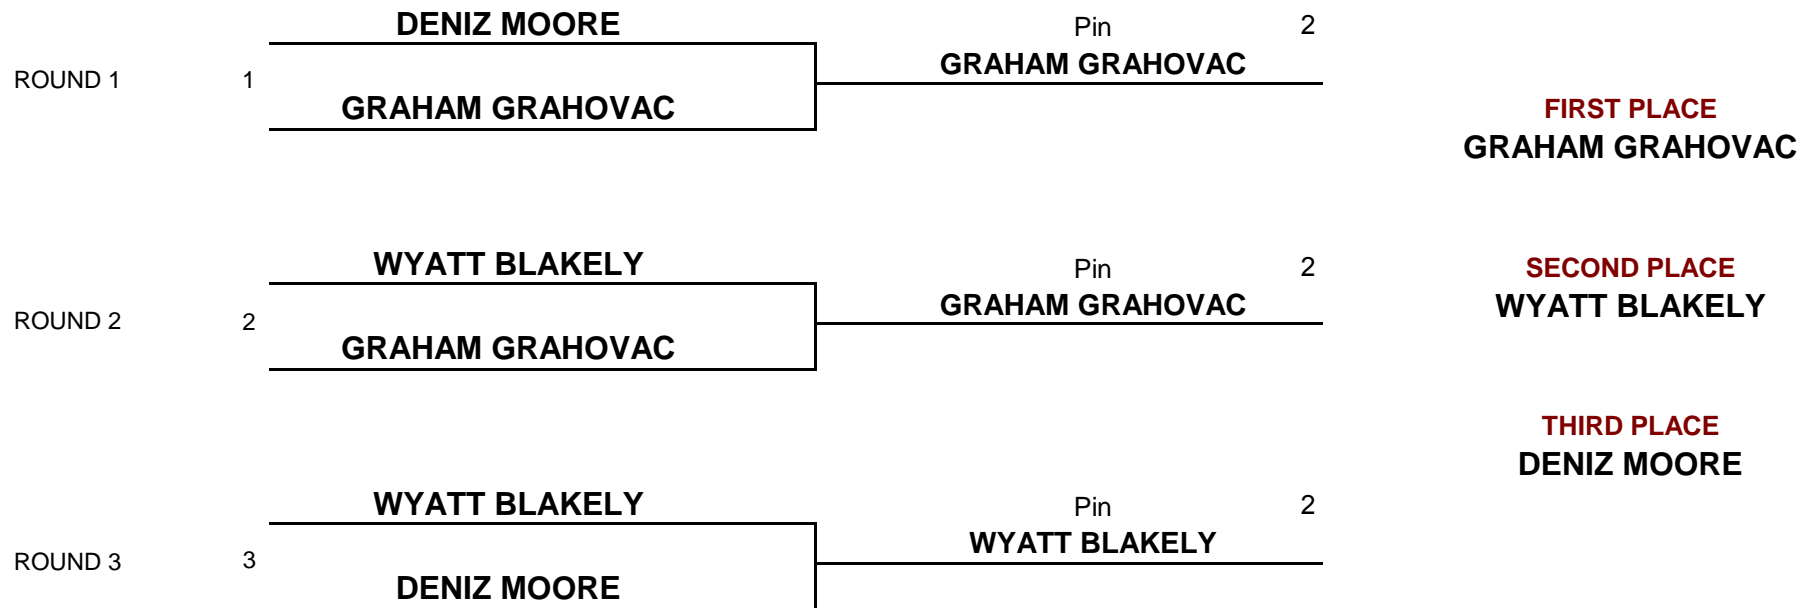 DENIZ MOORE
Pin 2
ROUND 1 1
GRAHAM GRAHOVAC
GRAHAM GRAHOVAC
FIRST PLACE
GRAHAM GRAHOVAC
WYATT BLAKELY
Pin 2
ROUND 2 2
GRAHAM GRAHOVAC
GRAHAM GRAHOVAC
SECOND PLACE
WYATT BLAKELY
THIRD PLACE
DENIZ MOORE
WYATT BLAKELY
Pin 2
ROUND 3 3
WYATT BLAKELY
DENIZ MOORE